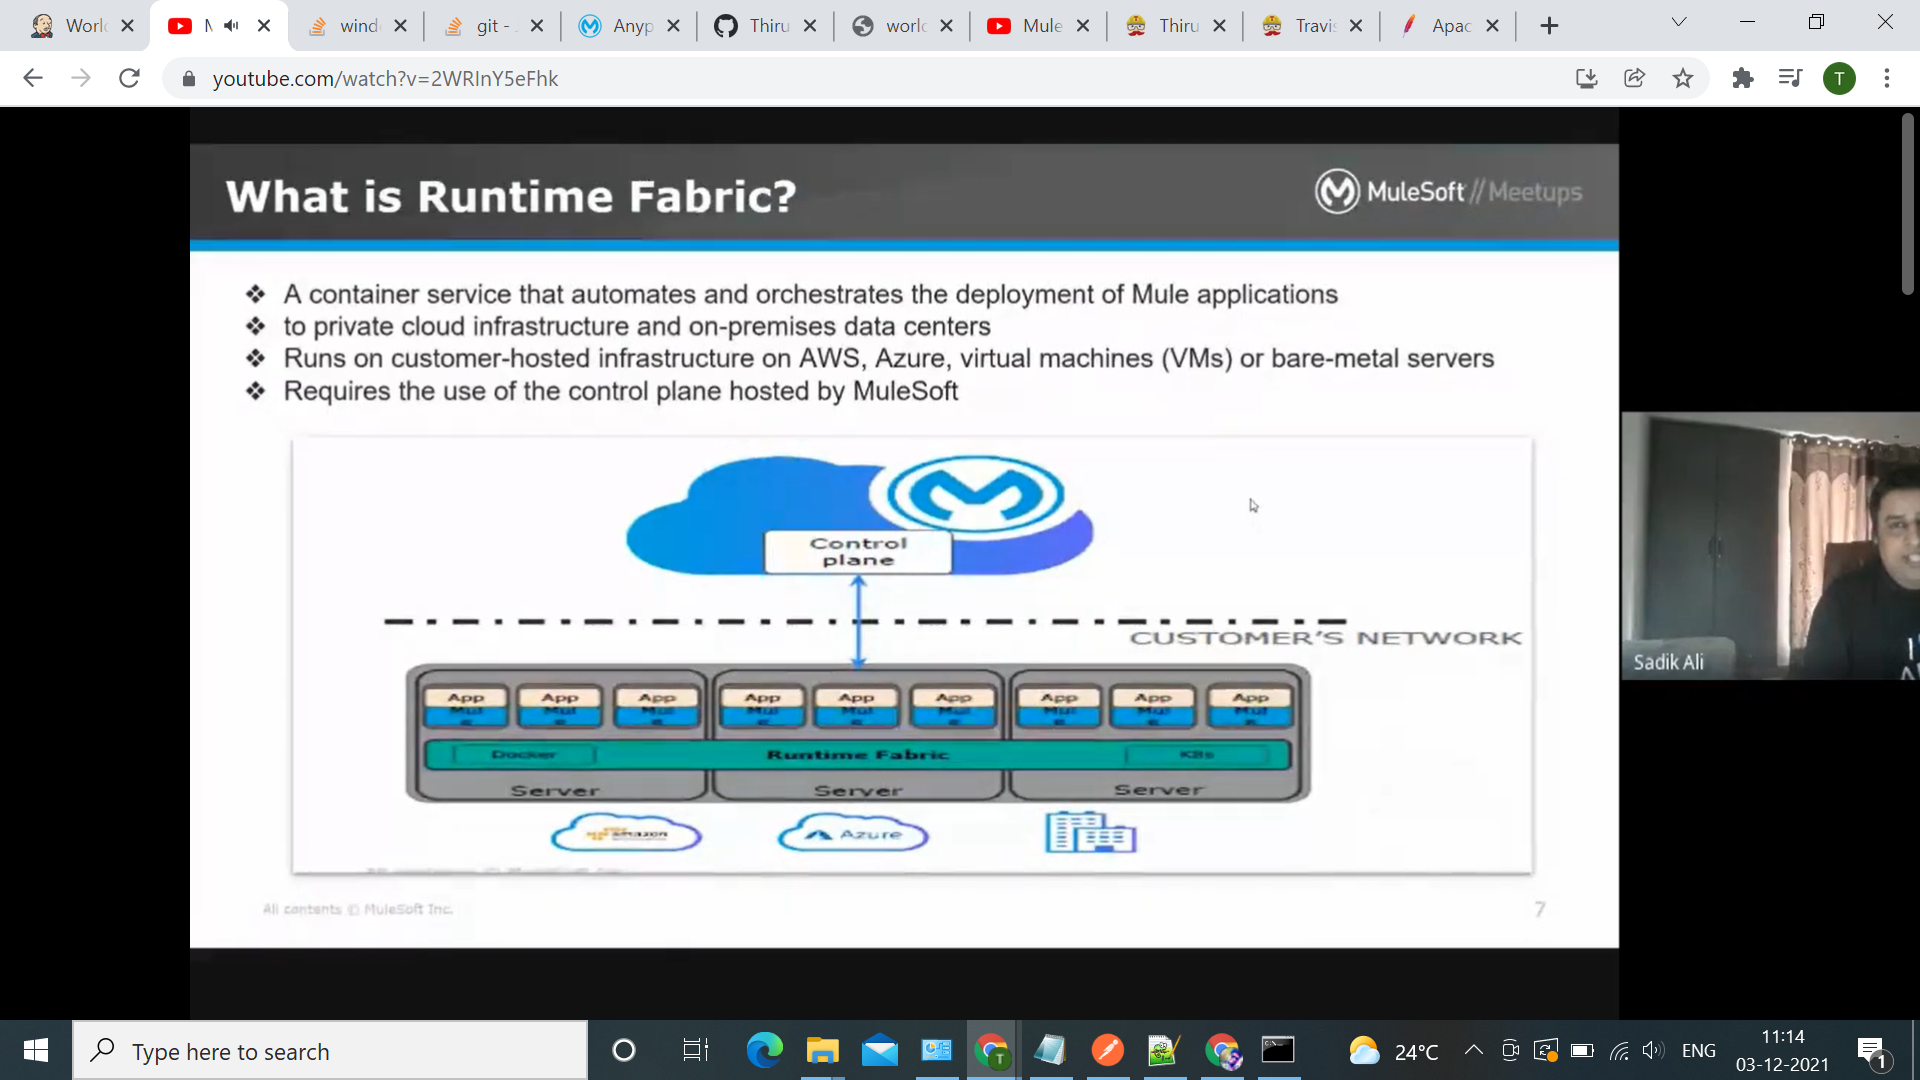 Worl
M
wind
git -
Anyp
Thiru
worl
Mule
Thiru
Travis
Apac
youtube.com/watch?v=2WRInY5eFhk
T
What is Runtime Fabric?
MuleSoft // Meetups
❖ A container service that automates and orchestrates the deployment of Mule applications
❖ to private cloud infrastructure and on-premises data centers
❖ Runs on customer-hosted infrastructure on AWS, Azure, virtual machines (VMs) or bare-metal servers
❖ Requires the use of the control plane hosted by MuleSoft
Control
plane
CUSTOMER'S NETWORK
App App App App App App App App App
Docker Runtime Fabric K8s
Server Server Server
amazon Azure
All contents © MuleSoft Inc.
7
Sadik Ali
Type here to search
T
24°C
ENG
11:14
03-12-2021
1